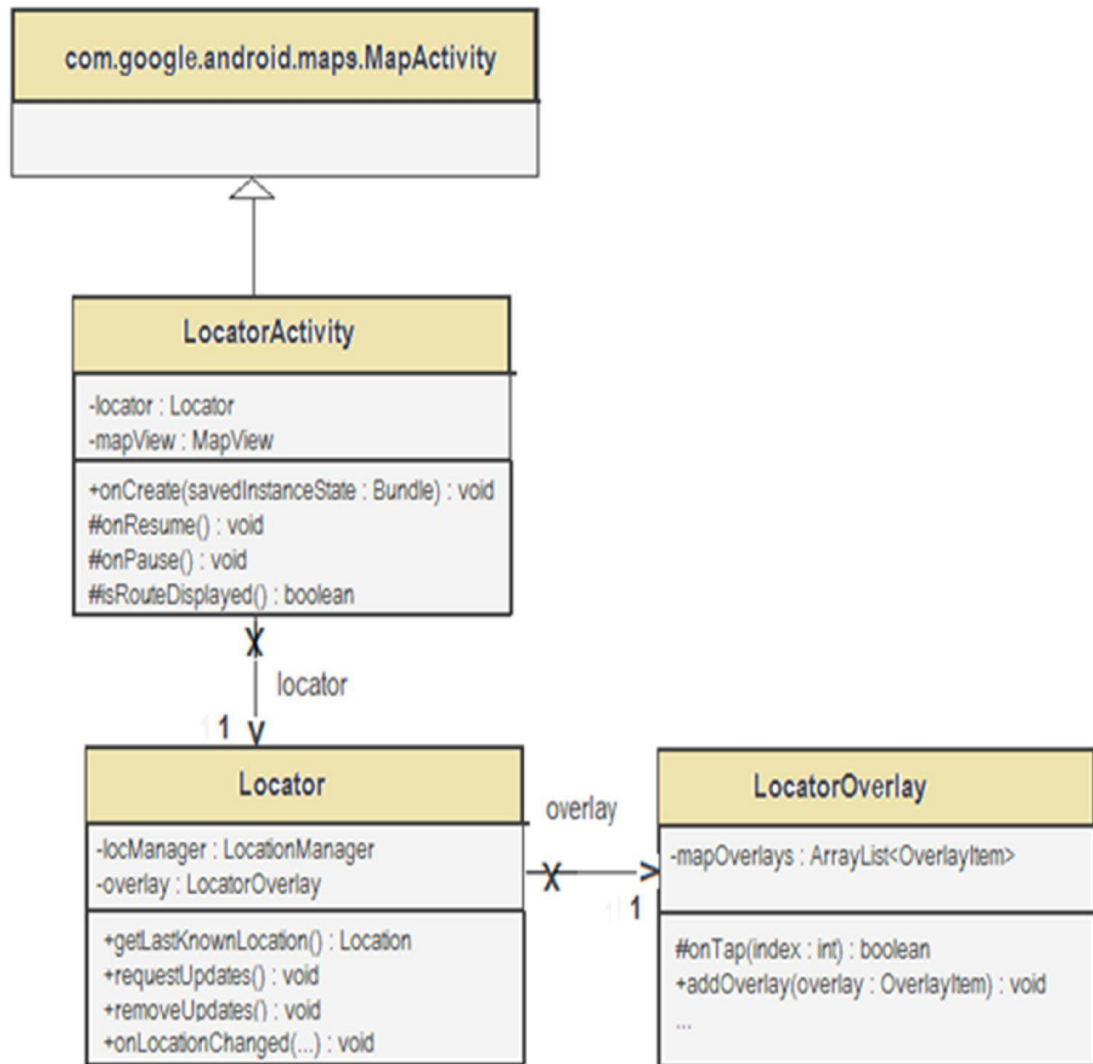 com.google.android.maps.MapActivity
LocatorActivity
-locator : Locator
-mapView : MapView
+onCreate(savedInstanceState : Bundle) : void
#onResume() : void
#onPause() : void
#isRouteDisplayed() : boolean
X
locator
1
Locator
-locManager : LocationManager
-overlay : LocatorOverlay
+getLastKnownLocation() : Location
+requestUpdates() : void
+removeUpdates() : void
+onLocationChanged(...) : void
overlay
X
1
LocatorOverlay
-mapOverlays : ArrayList<OverlayItem>
#onTap(index : int) : boolean
+addOverlay(overlay : OverlayItem) : void
...